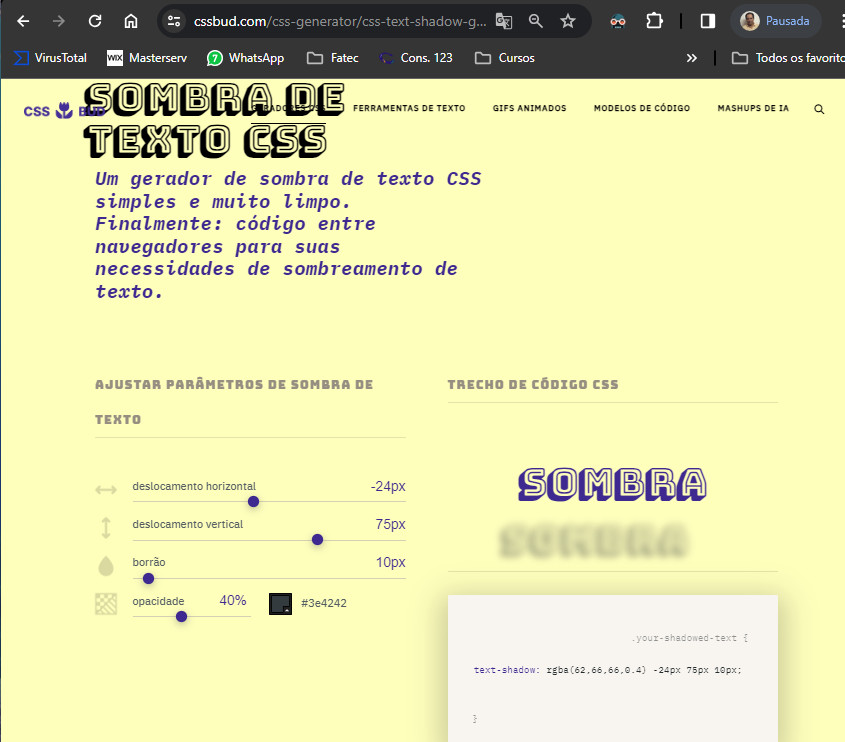 cssbud.com/css-generator/css-text-shadow-g...
Pausada
VirusTotal
WiX Masterserv
7 WhatsApp
Fatec
Cons. 123
Cursos
»
Todos os favorito
CSS BUD
GERADORES CSS
FERRAMENTAS DE TEXTO
GIFS ANIMADOS
MODELOS DE CÓDIGO
MASHUPS DE IA
SOMBRA DE
TEXTO CSS
Um gerador de sombra de texto CSS
simples e muito limpo.
Finalmente: código entre
navegadores para suas
necessidades de sombreamento de
texto.
AJUSTAR PARÂMETROS DE SOMBRA DE
TEXTO
deslocamento horizontal -24px
deslocamento vertical 75px
borrão 10px
opacidade 40% #3e4242
TRECHO DE CÓDIGO CSS
SOMBRA
SOMBRA
.your-shadowed-text {
text-shadow: rgba(62,66,66,0.4) -24px 75px 10px;
}